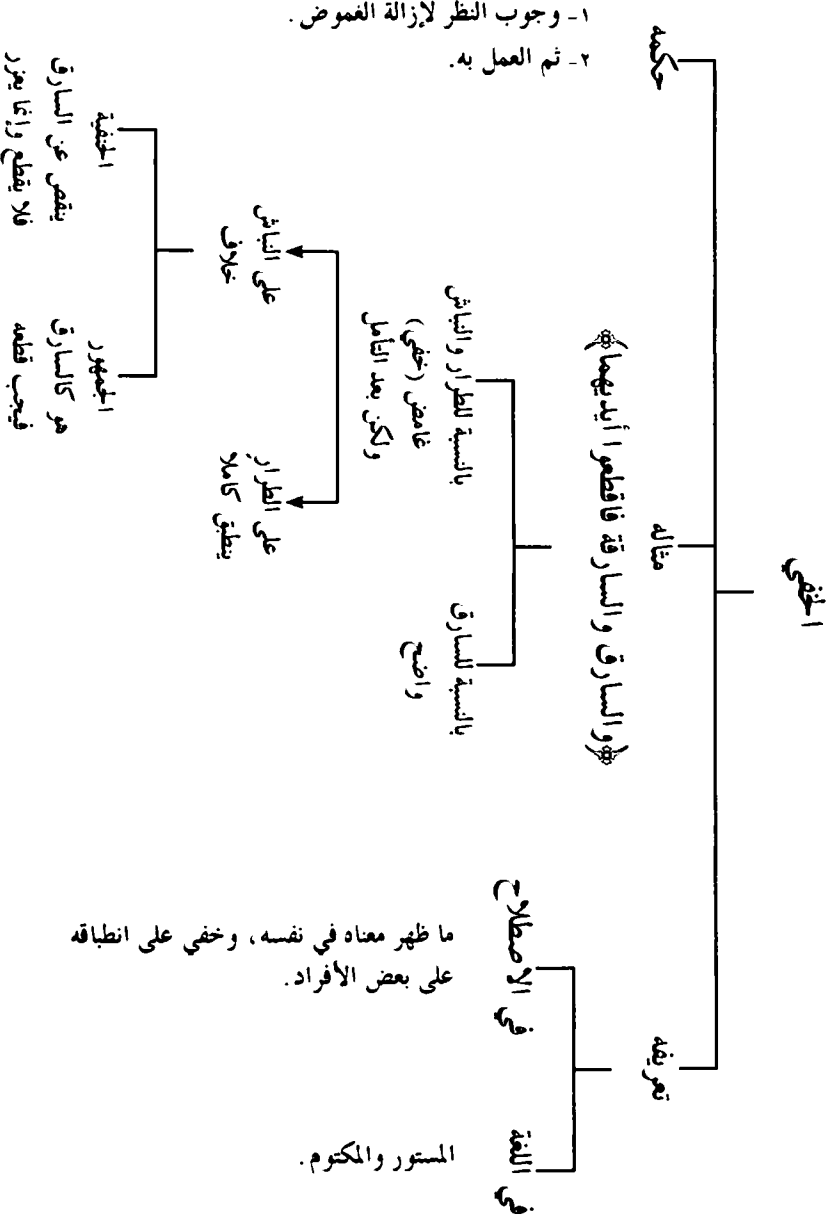 الخفي
تعريفه
في اللغة
المستور والمكتوم.
في الاصطلاح
ما ظهر معناه في نفسه، وخفي على انطباقه
على بعض الأفراد.
مثاله
﴿والسارق والسارقة فاقطعوا أيديهما﴾
بالنسبة للسارق
واضح
بالنسبة للطرار والنباش
غامض (خفي)
ولكن بعد التأمل
على الطرار
ينطبق كاملا
على النباش
خلاف
الجمهور
هو كالسارق
فيجب قطعه
الحنفية
ينقص عن السارق
فلا يقطع وإنما يعزر
حكمه
١- وجوب النظر لإزالة الغموض.
٢- ثم العمل به.